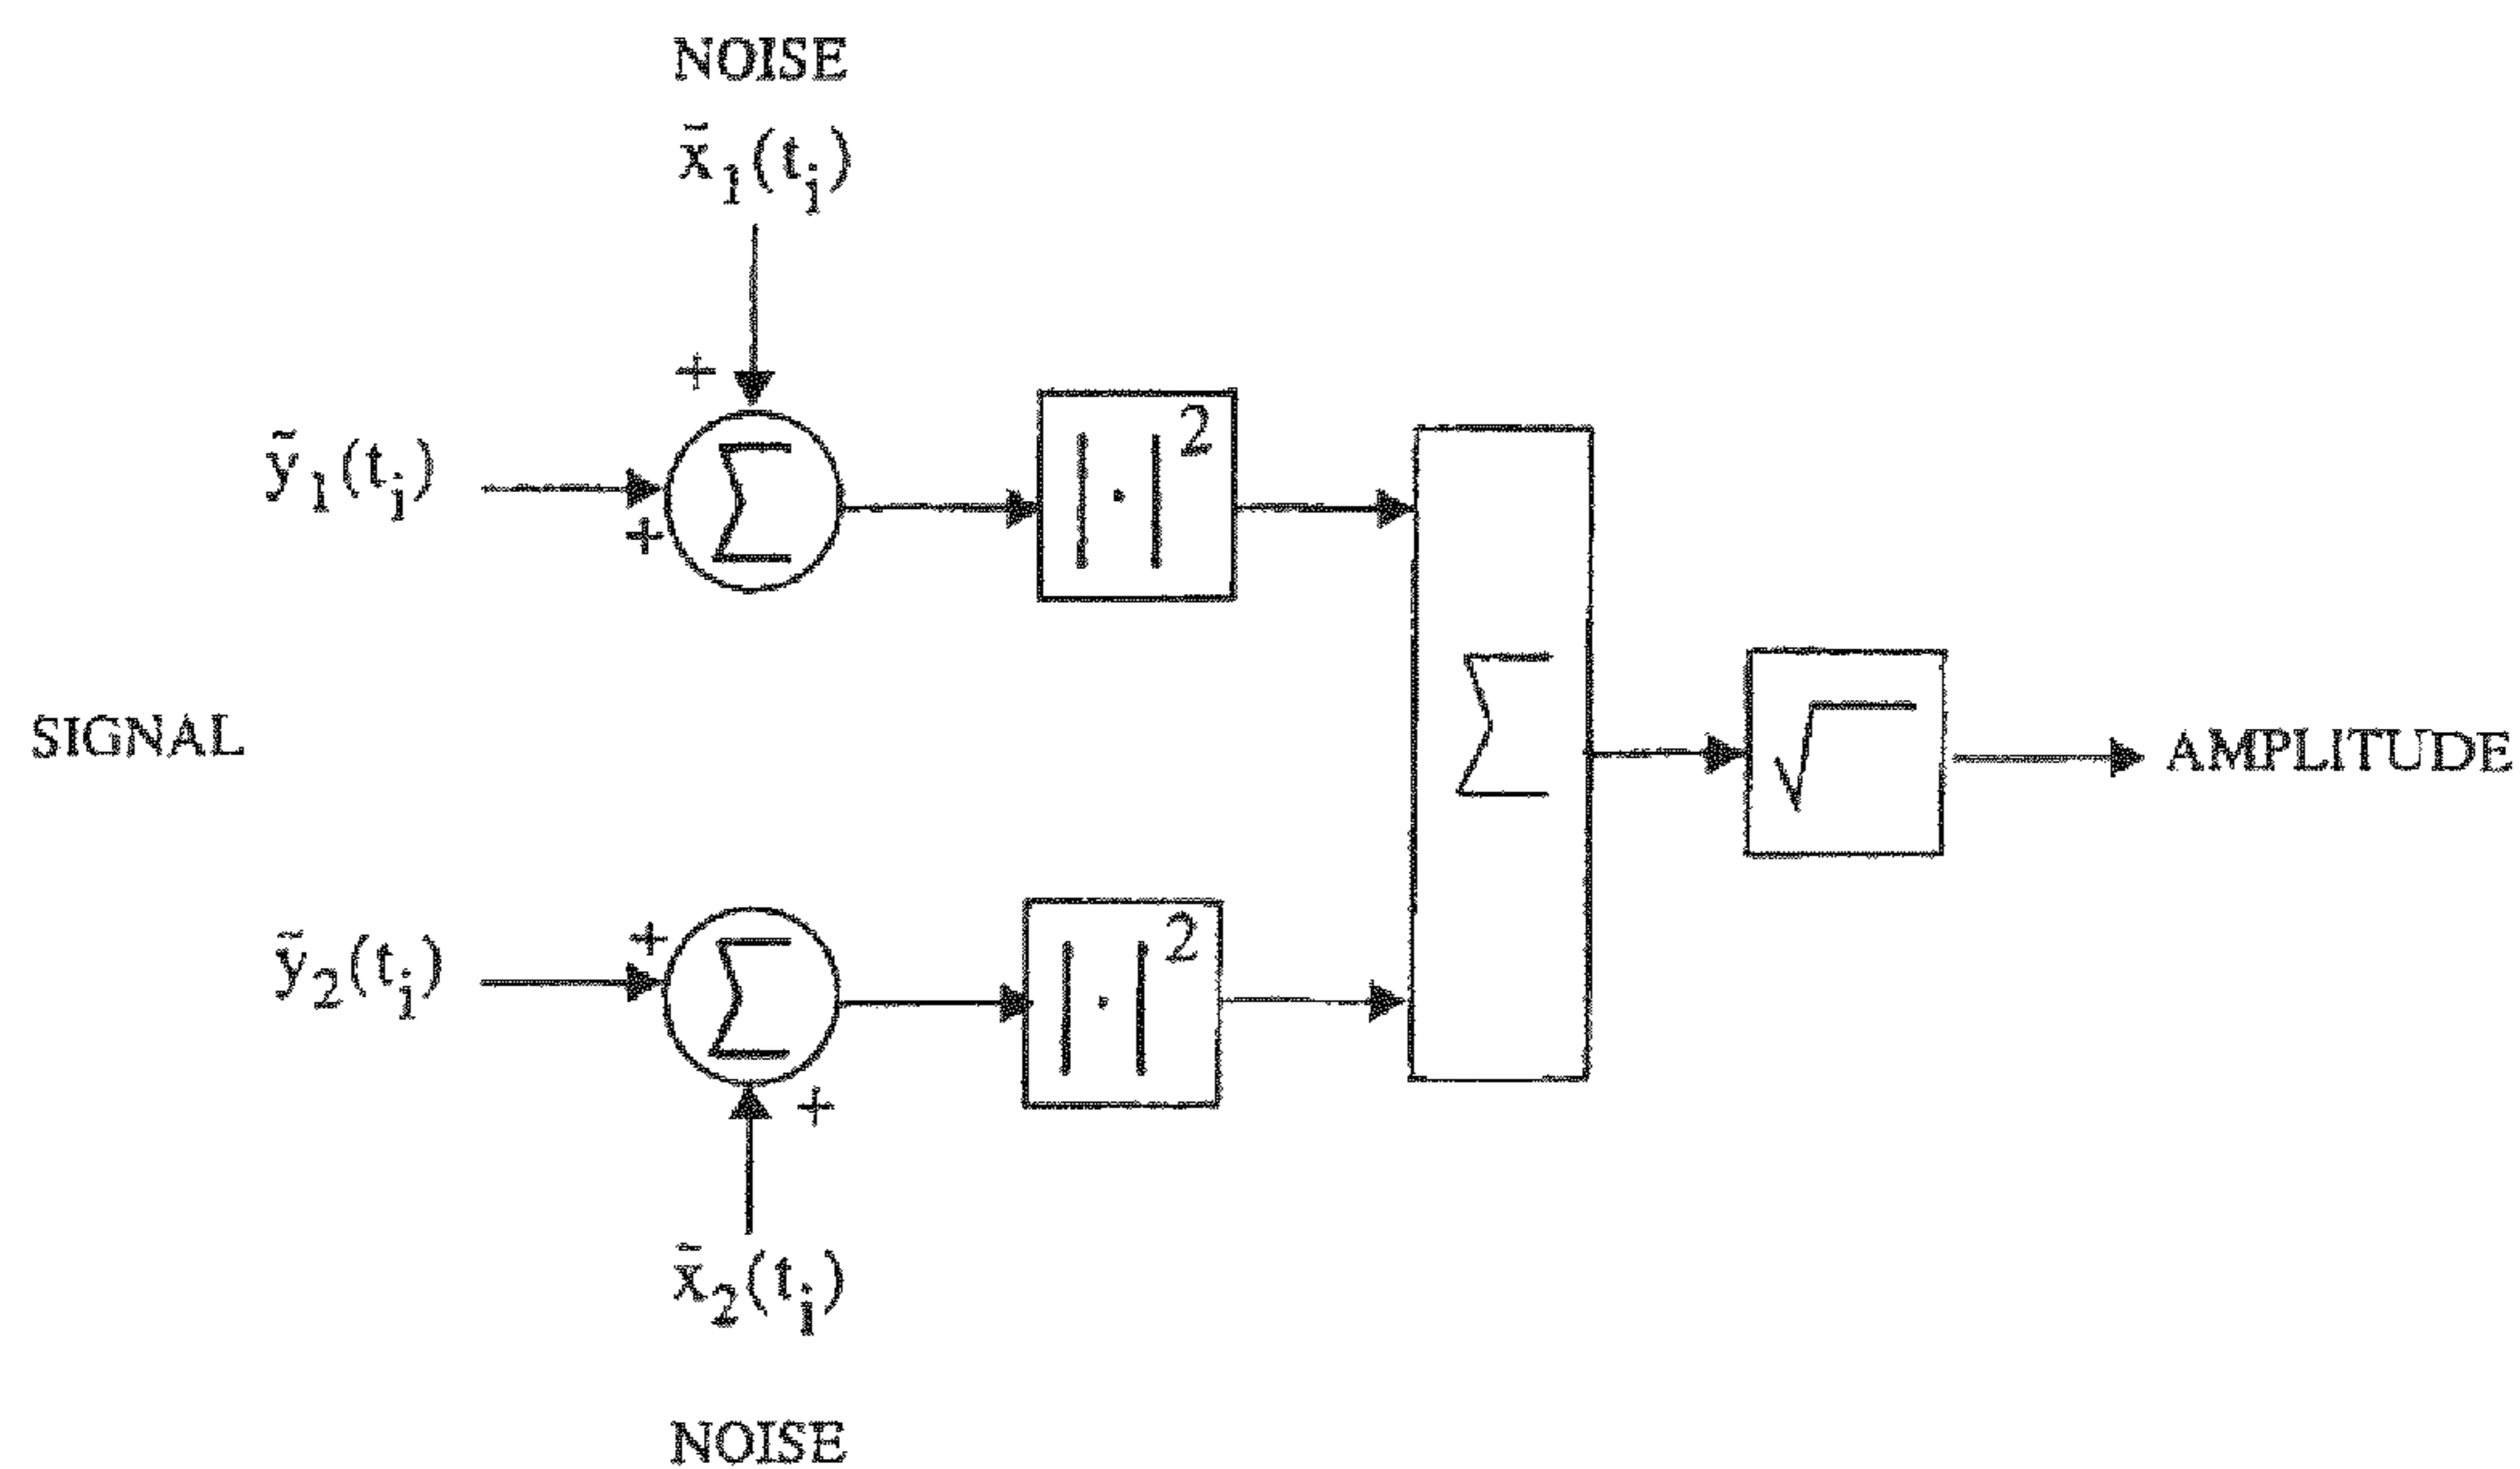 NOISE
x̃̄₁(tᵢ)
+
ỹ₁(tᵢ)
+
Σ
|·|²
Σ
√
SIGNAL
AMPLITUDE
ỹ₂(tᵢ)
+
Σ
|·|²
+
x̃̄₂(tᵢ)
NOISE